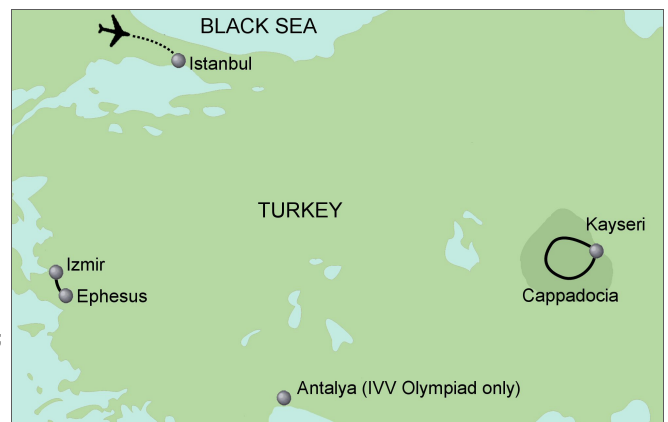 BLACK SEA
Istanbul
TURKEY
Kayseri
Izmir
Ephesus
Cappadocia
Antalya (IVV Olympiad only)